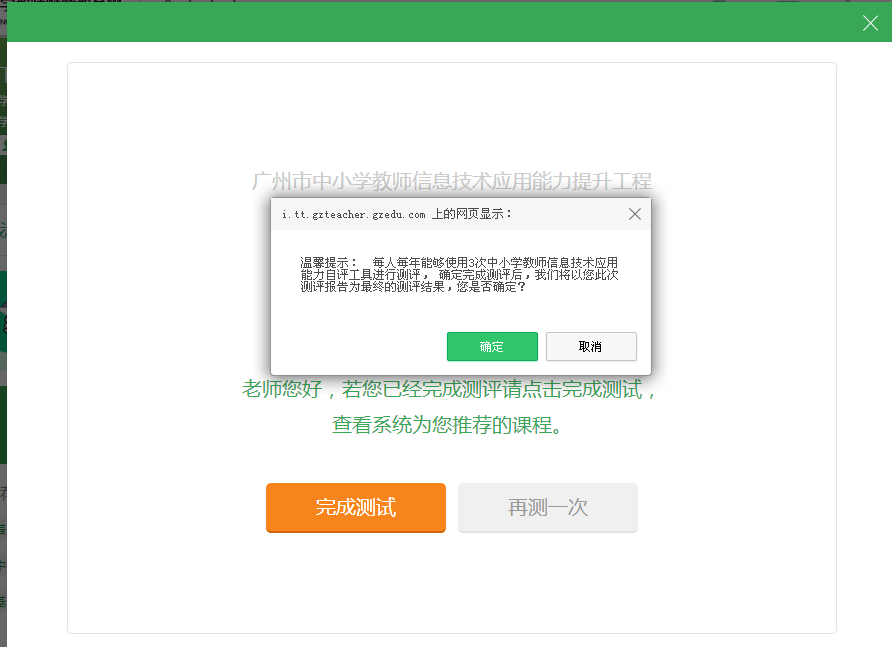 广州市中小学教师信息技术应用能力提升工程
i.tt.gzteacher.gzedu.com 上的网页显示：
温馨提示： 每人每年能够使用3次中小学教师信息技术应用
能力自评工具进行测评， 确定完成测评后，我们将以您此次
测评报告为最终的测评结果，您是否确定？
确定 取消
老师您好，若您已经完成测评请点击完成测试，
查看系统为您推荐的课程。
完成测试 再测一次